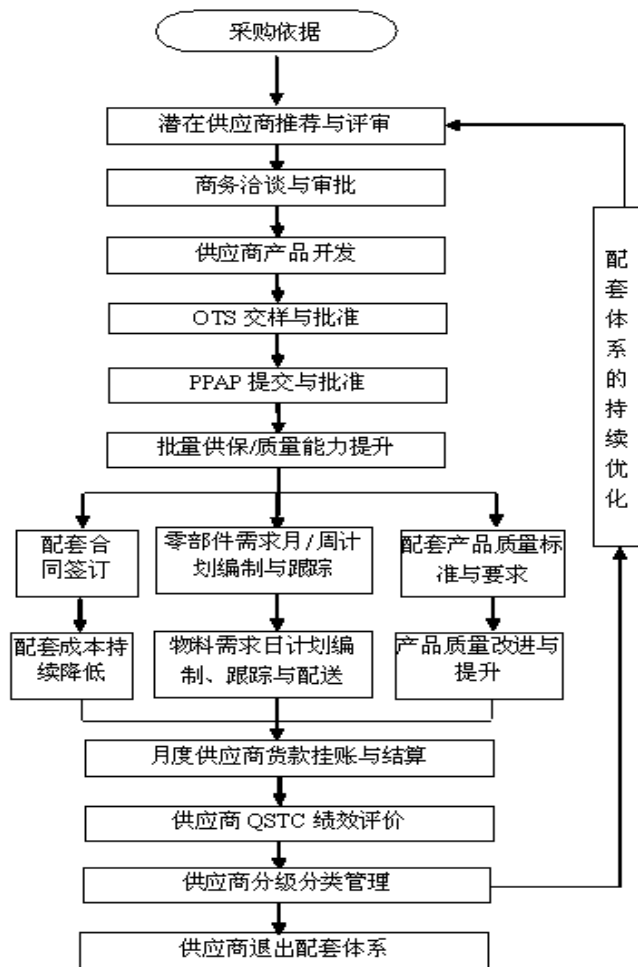 采购依据
潜在供应商推荐与评审
商务洽谈与审批
供应商产品开发
OTS 交样与批准
PPAP 提交与批准
批量供保/质量能力提升
配套合
同签订
零部件需求月/周计
划编制与跟踪
配套产品质量标
准与要求
配套成本持
续降低
物料需求日计划编
制、跟踪与配送
产品质量改进与
提升
月度供应商货款挂账与结算
供应商 QSTC 绩效评价
供应商分级分类管理
供应商退出配套体系
配
套
体
系
的
持
续
优
化